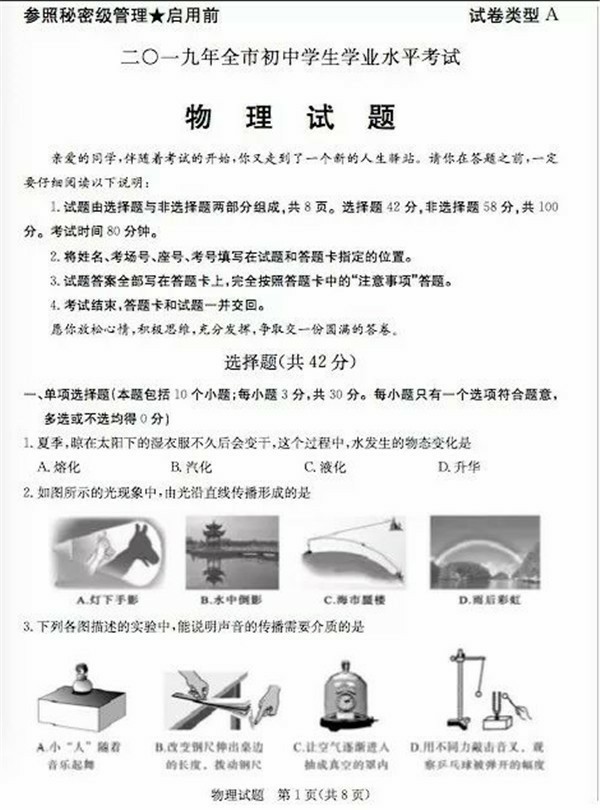 参照秘密级管理★启用前 试卷类型 A
二〇一九年全市初中学生学业水平考试
物 理 试 题
亲爱的同学,伴随着考试的开始,你又走到了一个新的人生驿站。请你在答题之前,一定
要仔细阅读以下说明:
1.试题由选择题与非选择题两部分组成,共 8 页。选择题 42 分,非选择题 58 分,共 100
分。考试时间 80 分钟。
2.将姓名、考场号、座号、考号填写在试题和答题卡指定的位置。
3.试题答案全部写在答题卡上,完全按照答题卡中的“注意事项”答题。
4.考试结束,答题卡和试题一并交回。
愿你放松心情,积极思维,充分发挥,争取交一份圆满的答卷。
选择题(共 42 分)
一、单项选择题(本题包括 10 个小题;每小题 3 分,共 30 分。每小题只有一个选项符合题意,
多选或不选均得 0 分)
1.夏季,晾在太阳下的湿衣服不久后会变干,这个过程中,水发生的物态变化是
A.熔化 B.汽化 C.液化 D.升华
2.如图所示的光现象中,由光沿直线传播形成的是
A.灯下手影 B.水中倒影 C.海市蜃楼 D.雨后彩虹
3.下列各图描述的实验中,能说明声音的传播需要介质的是
A.小“人”随着 B.改变钢尺伸出桌边 C.让空气逐渐进入 D.用不同力敲击音叉,观
音乐起舞 的长度,拨动钢尺 抽成真空的罩内 察乒乓球被弹开的幅度
物理试题 第 1 页(共 8 页)